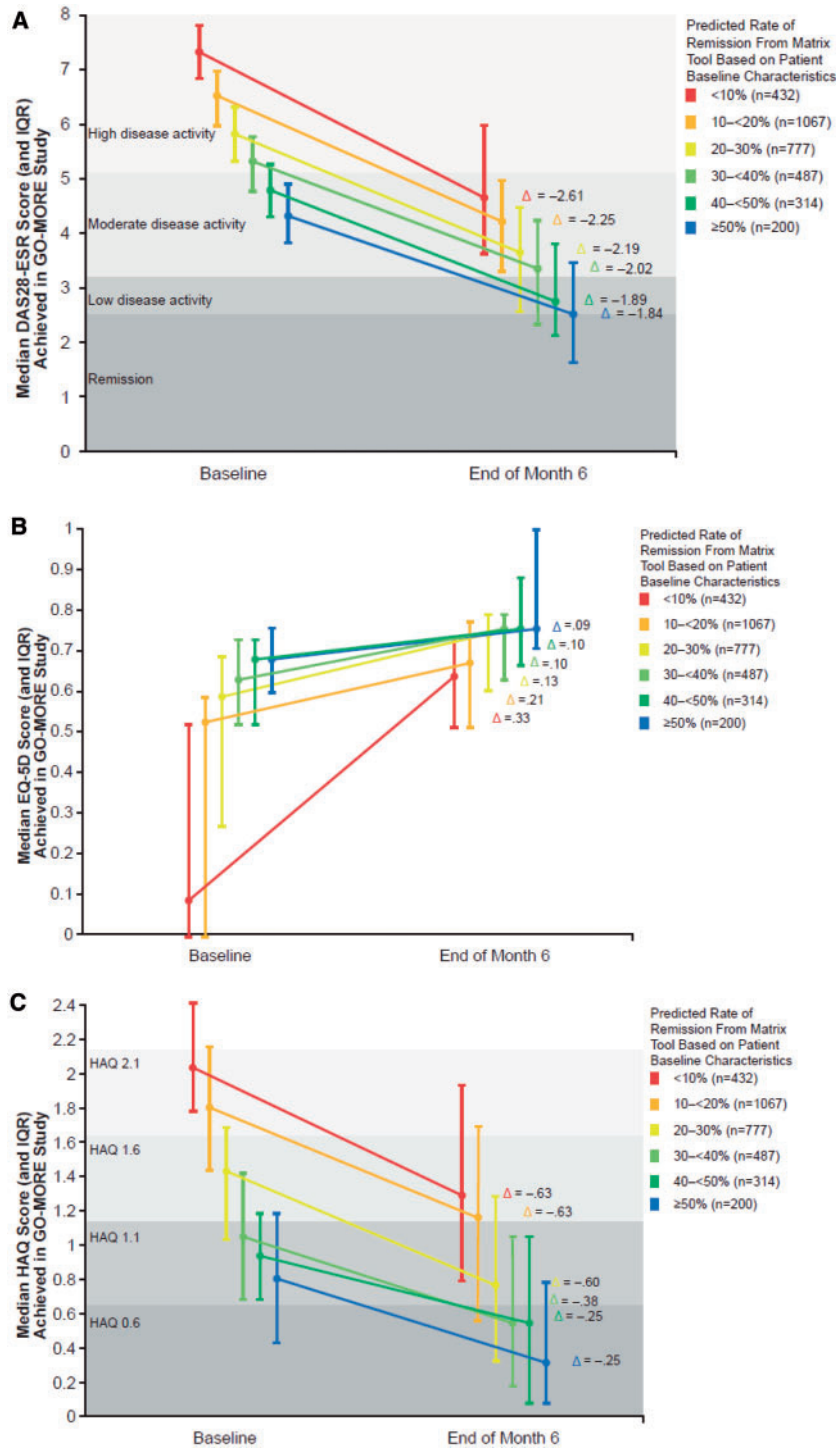 A
Median DAS28-ESR Score (and IQR)
Achieved in GO-MORE Study
8
7
6
5
4
3
2
1
0
High disease activity
Moderate disease activity
Low disease activity
Remission
Δ = –2.61
Δ = –2.25
Δ = –2.19
Δ = –2.02
Δ = –1.89
Δ = –1.84
Baseline
End of Month 6
Predicted Rate of
Remission From Matrix
Tool Based on Patient
Baseline Characteristics
<10% (n=432)
10–<20% (n=1067)
20–30% (n=777)
30–<40% (n=487)
40–<50% (n=314)
≥50% (n=200)
B
Median EQ-5D Score (and IQR)
Achieved in GO-MORE Study
1
0.9
0.8
0.7
0.6
0.5
0.4
0.3
0.2
0.1
0
Δ =.09
Δ =.10
Δ =.10
Δ =.13
Δ =.21
Δ =.33
Baseline
End of Month 6
Predicted Rate of
Remission From Matrix
Tool Based on Patient
Baseline Characteristics
<10% (n=432)
10–<20% (n=1067)
20–30% (n=777)
30–<40% (n=487)
40–<50% (n=314)
≥50% (n=200)
C
Median HAQ Score (and IQR)
Achieved in GO-MORE Study
2.4
2.2
2
1.8
1.6
1.4
1.2
1
0.8
0.6
0.4
0.2
0
HAQ 2.1
HAQ 1.6
HAQ 1.1
HAQ 0.6
Δ = –.63
Δ = –.63
Δ = –.60
Δ = –.38
Δ = –.25
Δ = –.25
Baseline
End of Month 6
Predicted Rate of
Remission From Matrix
Tool Based on Patient
Baseline Characteristics
<10% (n=432)
10–<20% (n=1067)
20–30% (n=777)
30–<40% (n=487)
40–<50% (n=314)
≥50% (n=200)